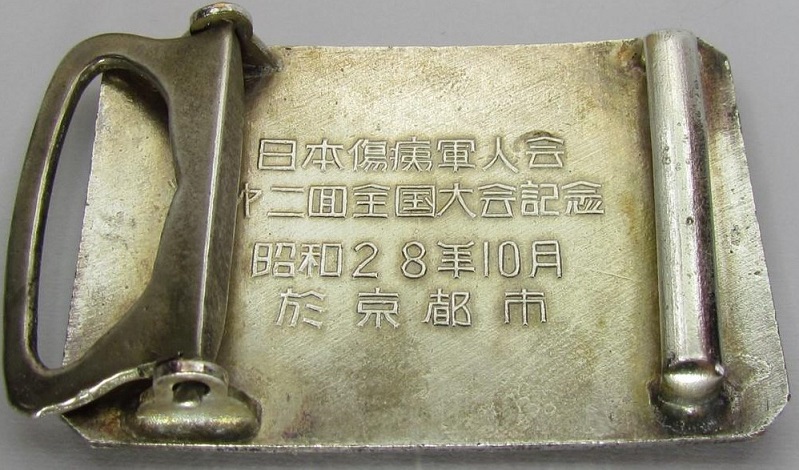 日本傷痍軍人会
㐧二回全国大会記念
昭和28年10月
於京都市